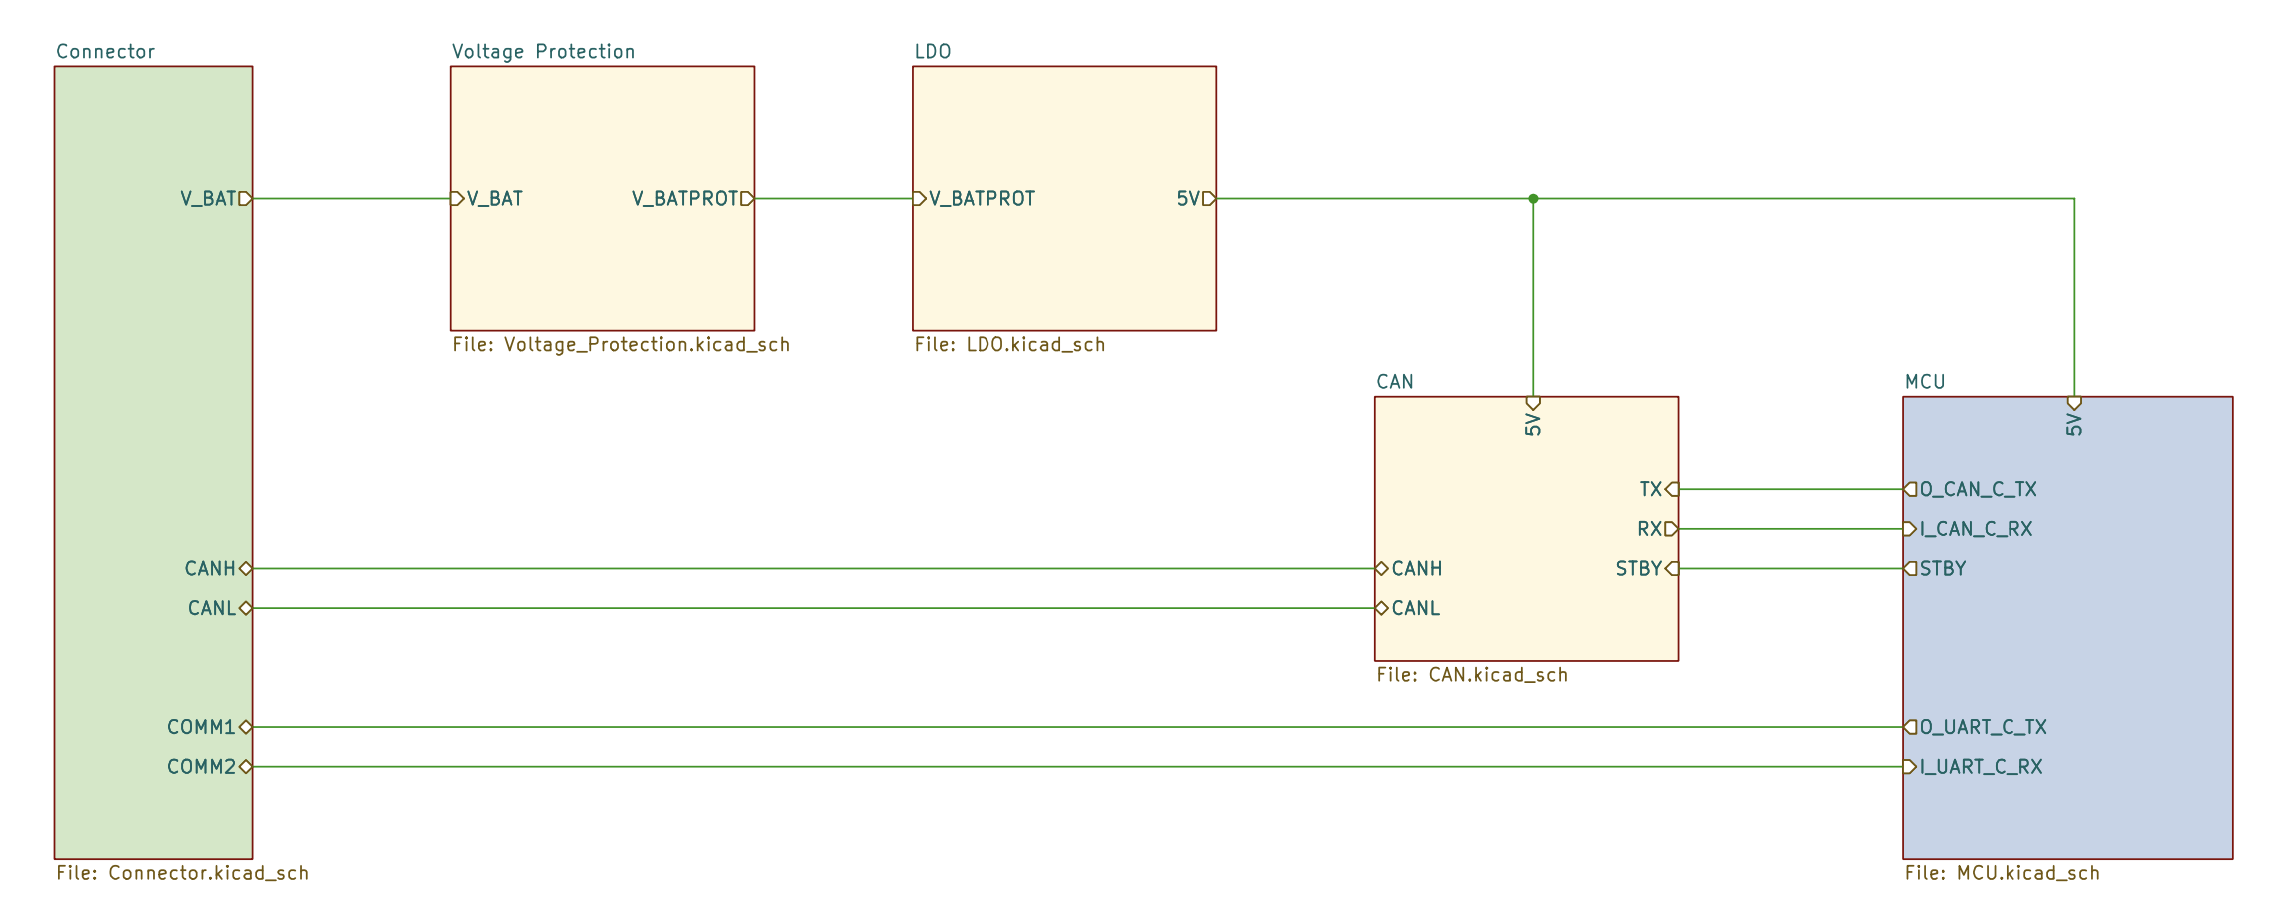 Connector
Voltage Protection
LDO
V_BAT
V_BAT
V_BATPROT
V_BATPROT
5V
File: Voltage_Protection.kicad_sch
File: LDO.kicad_sch
CAN
MCU
5V
5V
TX
O_CAN_C_TX
RX
I_CAN_C_RX
CANH
CANH
STBY
STBY
CANL
CANL
File: CAN.kicad_sch
COMM1
O_UART_C_TX
COMM2
I_UART_C_RX
File: Connector.kicad_sch
File: MCU.kicad_sch